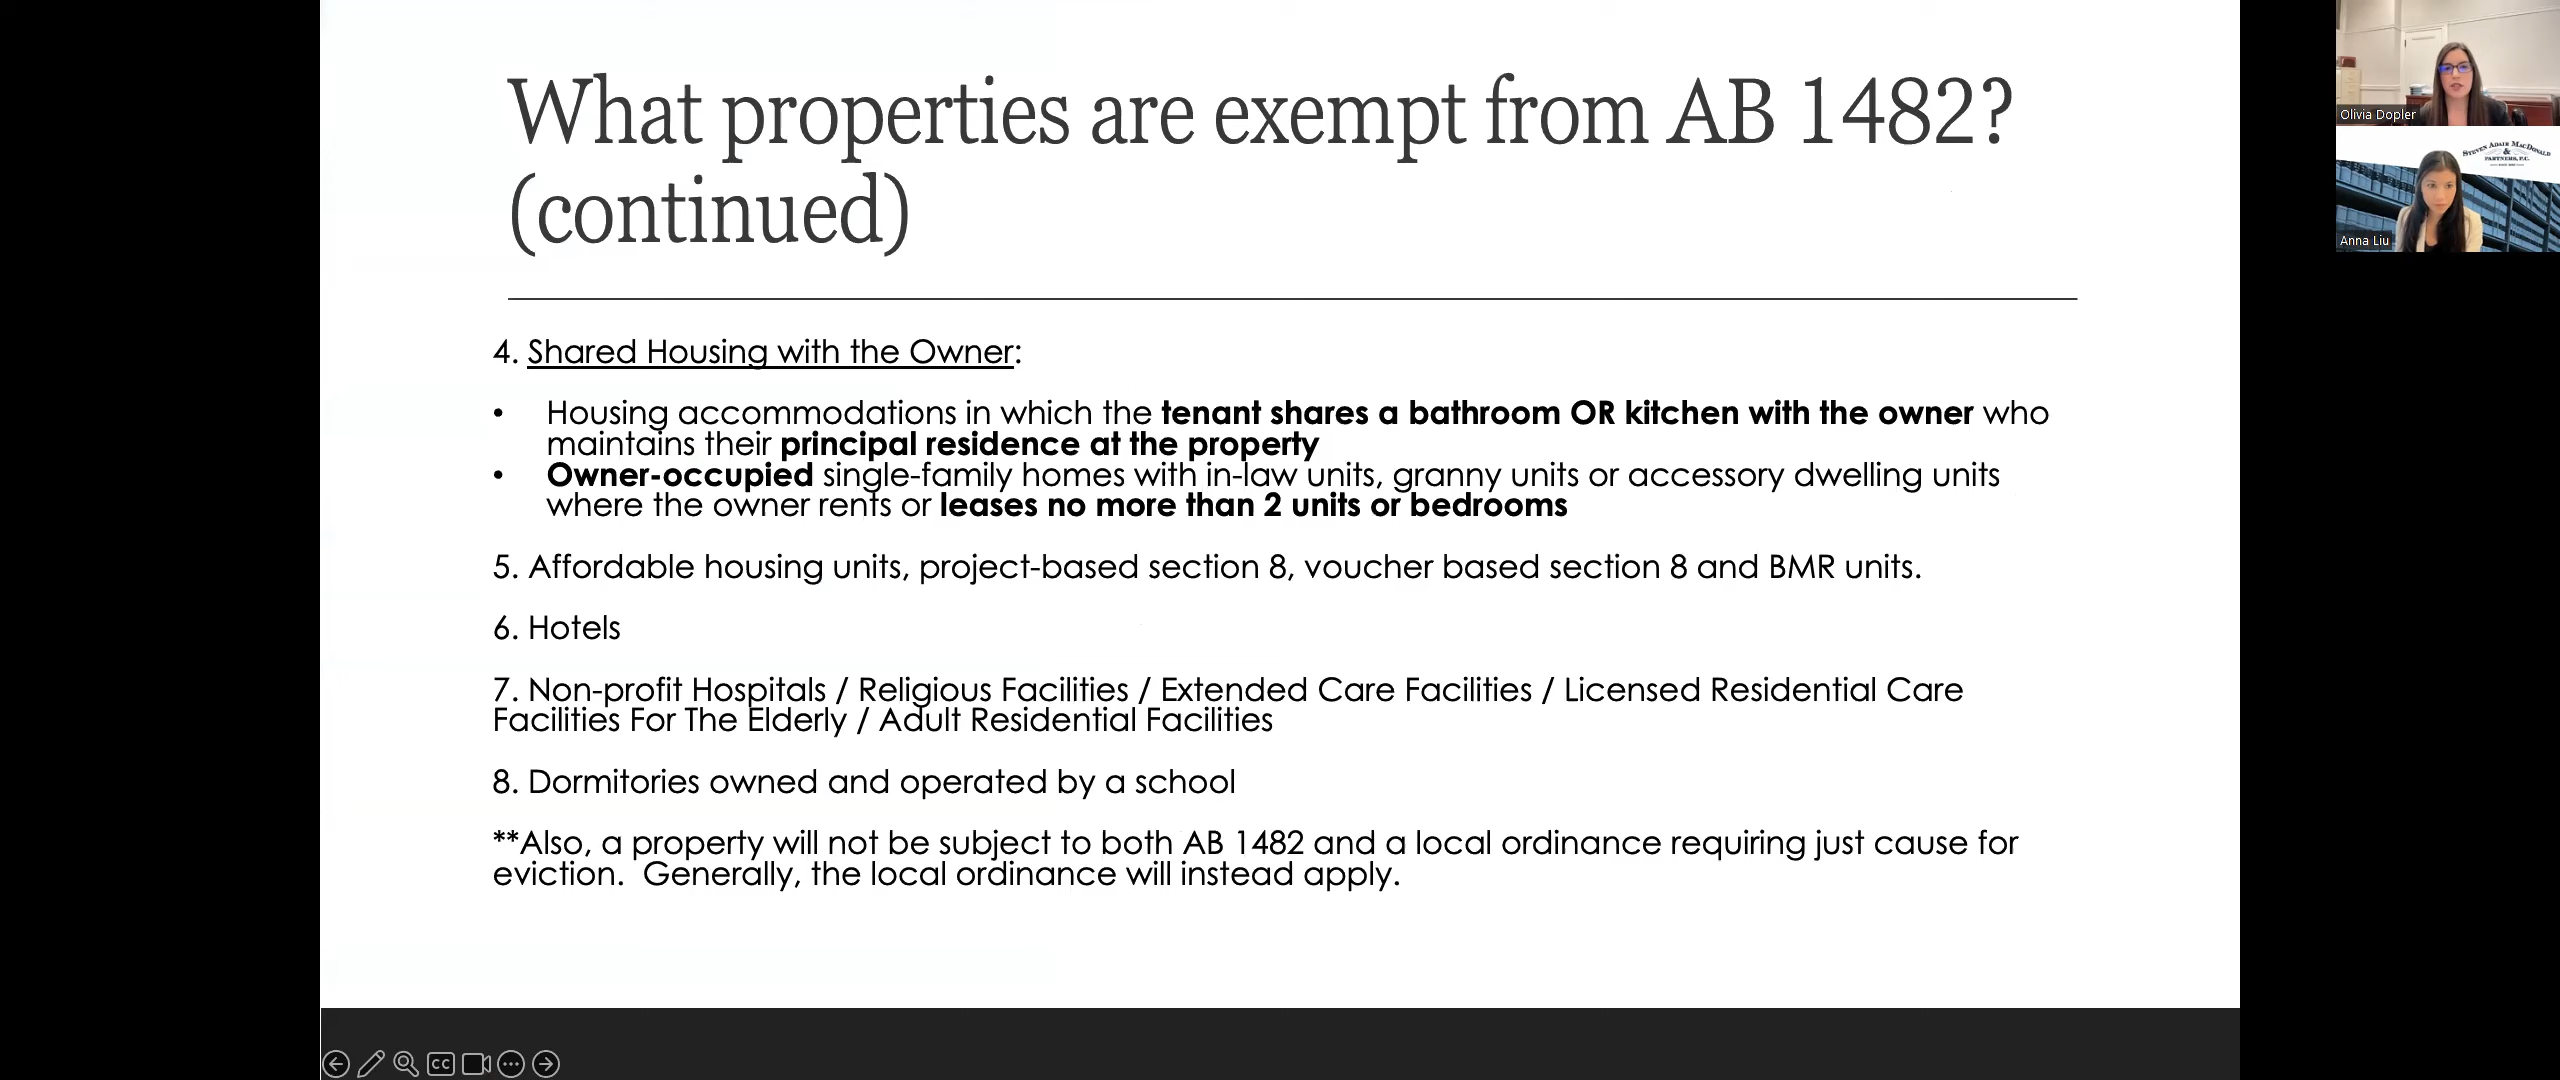 What properties are exempt from AB 1482?
(continued)
4. Shared Housing with the Owner:
• Housing accommodations in which the tenant shares a bathroom OR kitchen with the owner who
maintains their principal residence at the property
• Owner-occupied single-family homes with in-law units, granny units or accessory dwelling units
where the owner rents or leases no more than 2 units or bedrooms
5. Affordable housing units, project-based section 8, voucher based section 8 and BMR units.
6. Hotels
7. Non-profit Hospitals / Religious Facilities / Extended Care Facilities / Licensed Residential Care
Facilities For The Elderly / Adult Residential Facilities
8. Dormitories owned and operated by a school
**Also, a property will not be subject to both AB 1482 and a local ordinance requiring just cause for
eviction.  Generally, the local ordinance will instead apply.
CC
Olivia Dopler
STEVEN ADAIR MACDONALD
&
PARTNERS, P.C.
Anna Liu